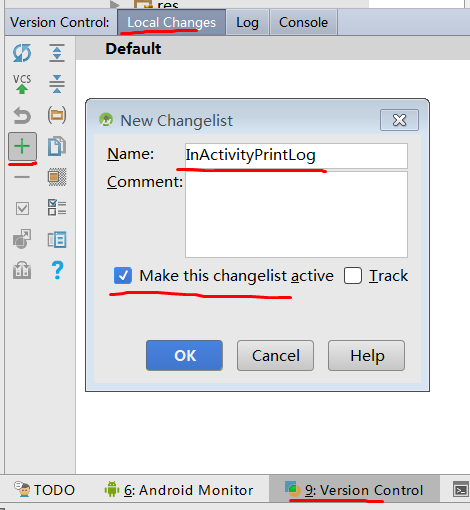 res
Version Control: Local Changes Log Console
Default
VCS
New Changelist
Name: InActivityPrintLog
Comment:
Make this changelist active Track
OK Cancel Help
TODO 6: Android Monitor 9: Version Control